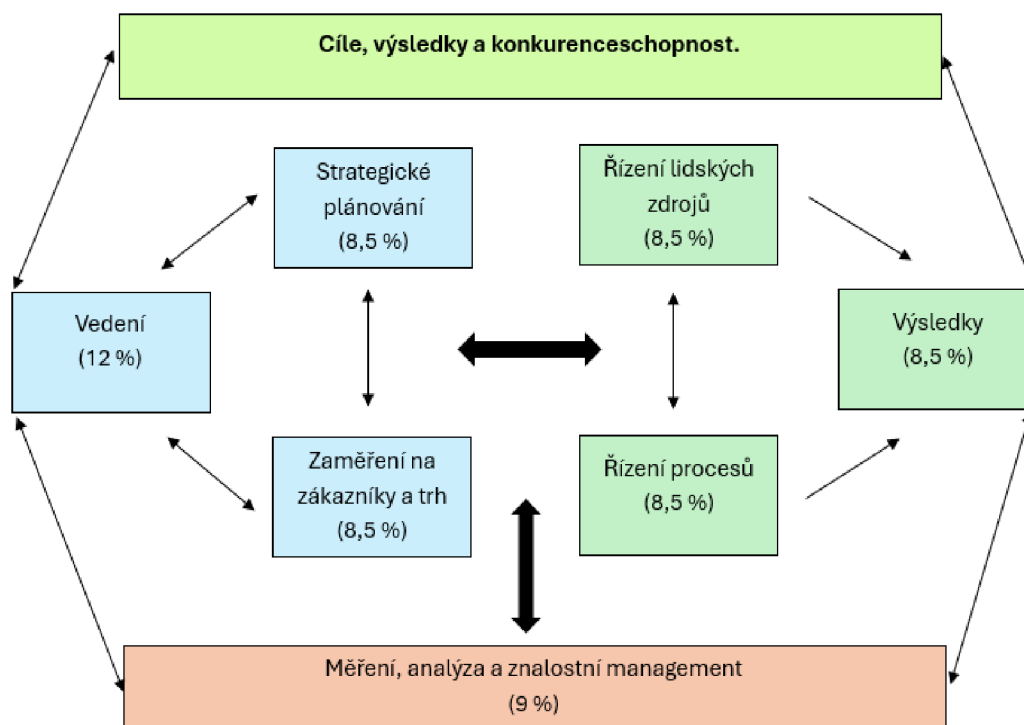 Cíle, výsledky a konkurenceschopnost.
Strategické
plánování
(8,5 %)
Řízení lidských
zdrojů
(8,5 %)
Vedení
(12 %)
Výsledky
(8,5 %)
Zaměření na
zákazníky a trh
(8,5 %)
Řízení procesů
(8,5 %)
Měření, analýza a znalostní management
(9 %)